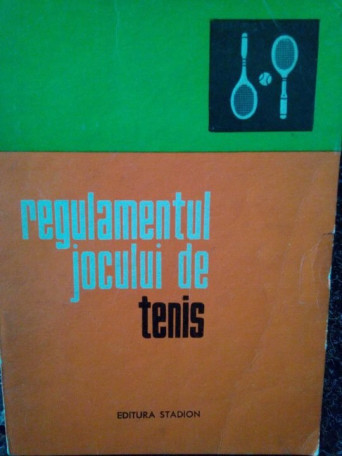 regulamentul
jocului de
tenis
EDITURA STADION